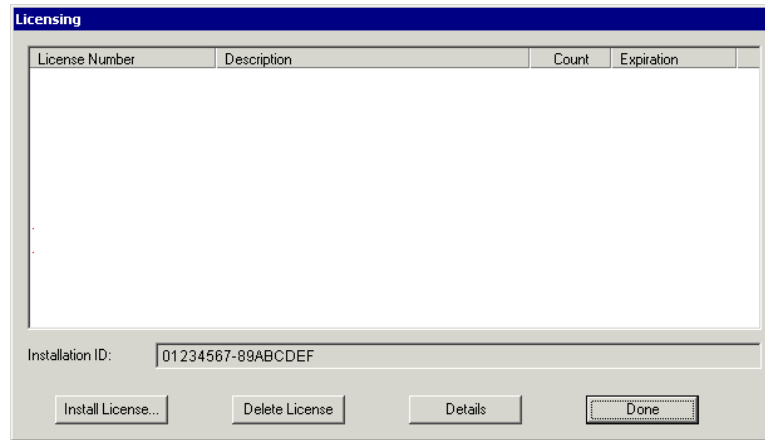 Licensing
License Number Description Count Expiration
Installation ID: 01234567-89ABCDEF
Install License... Delete License Details Done